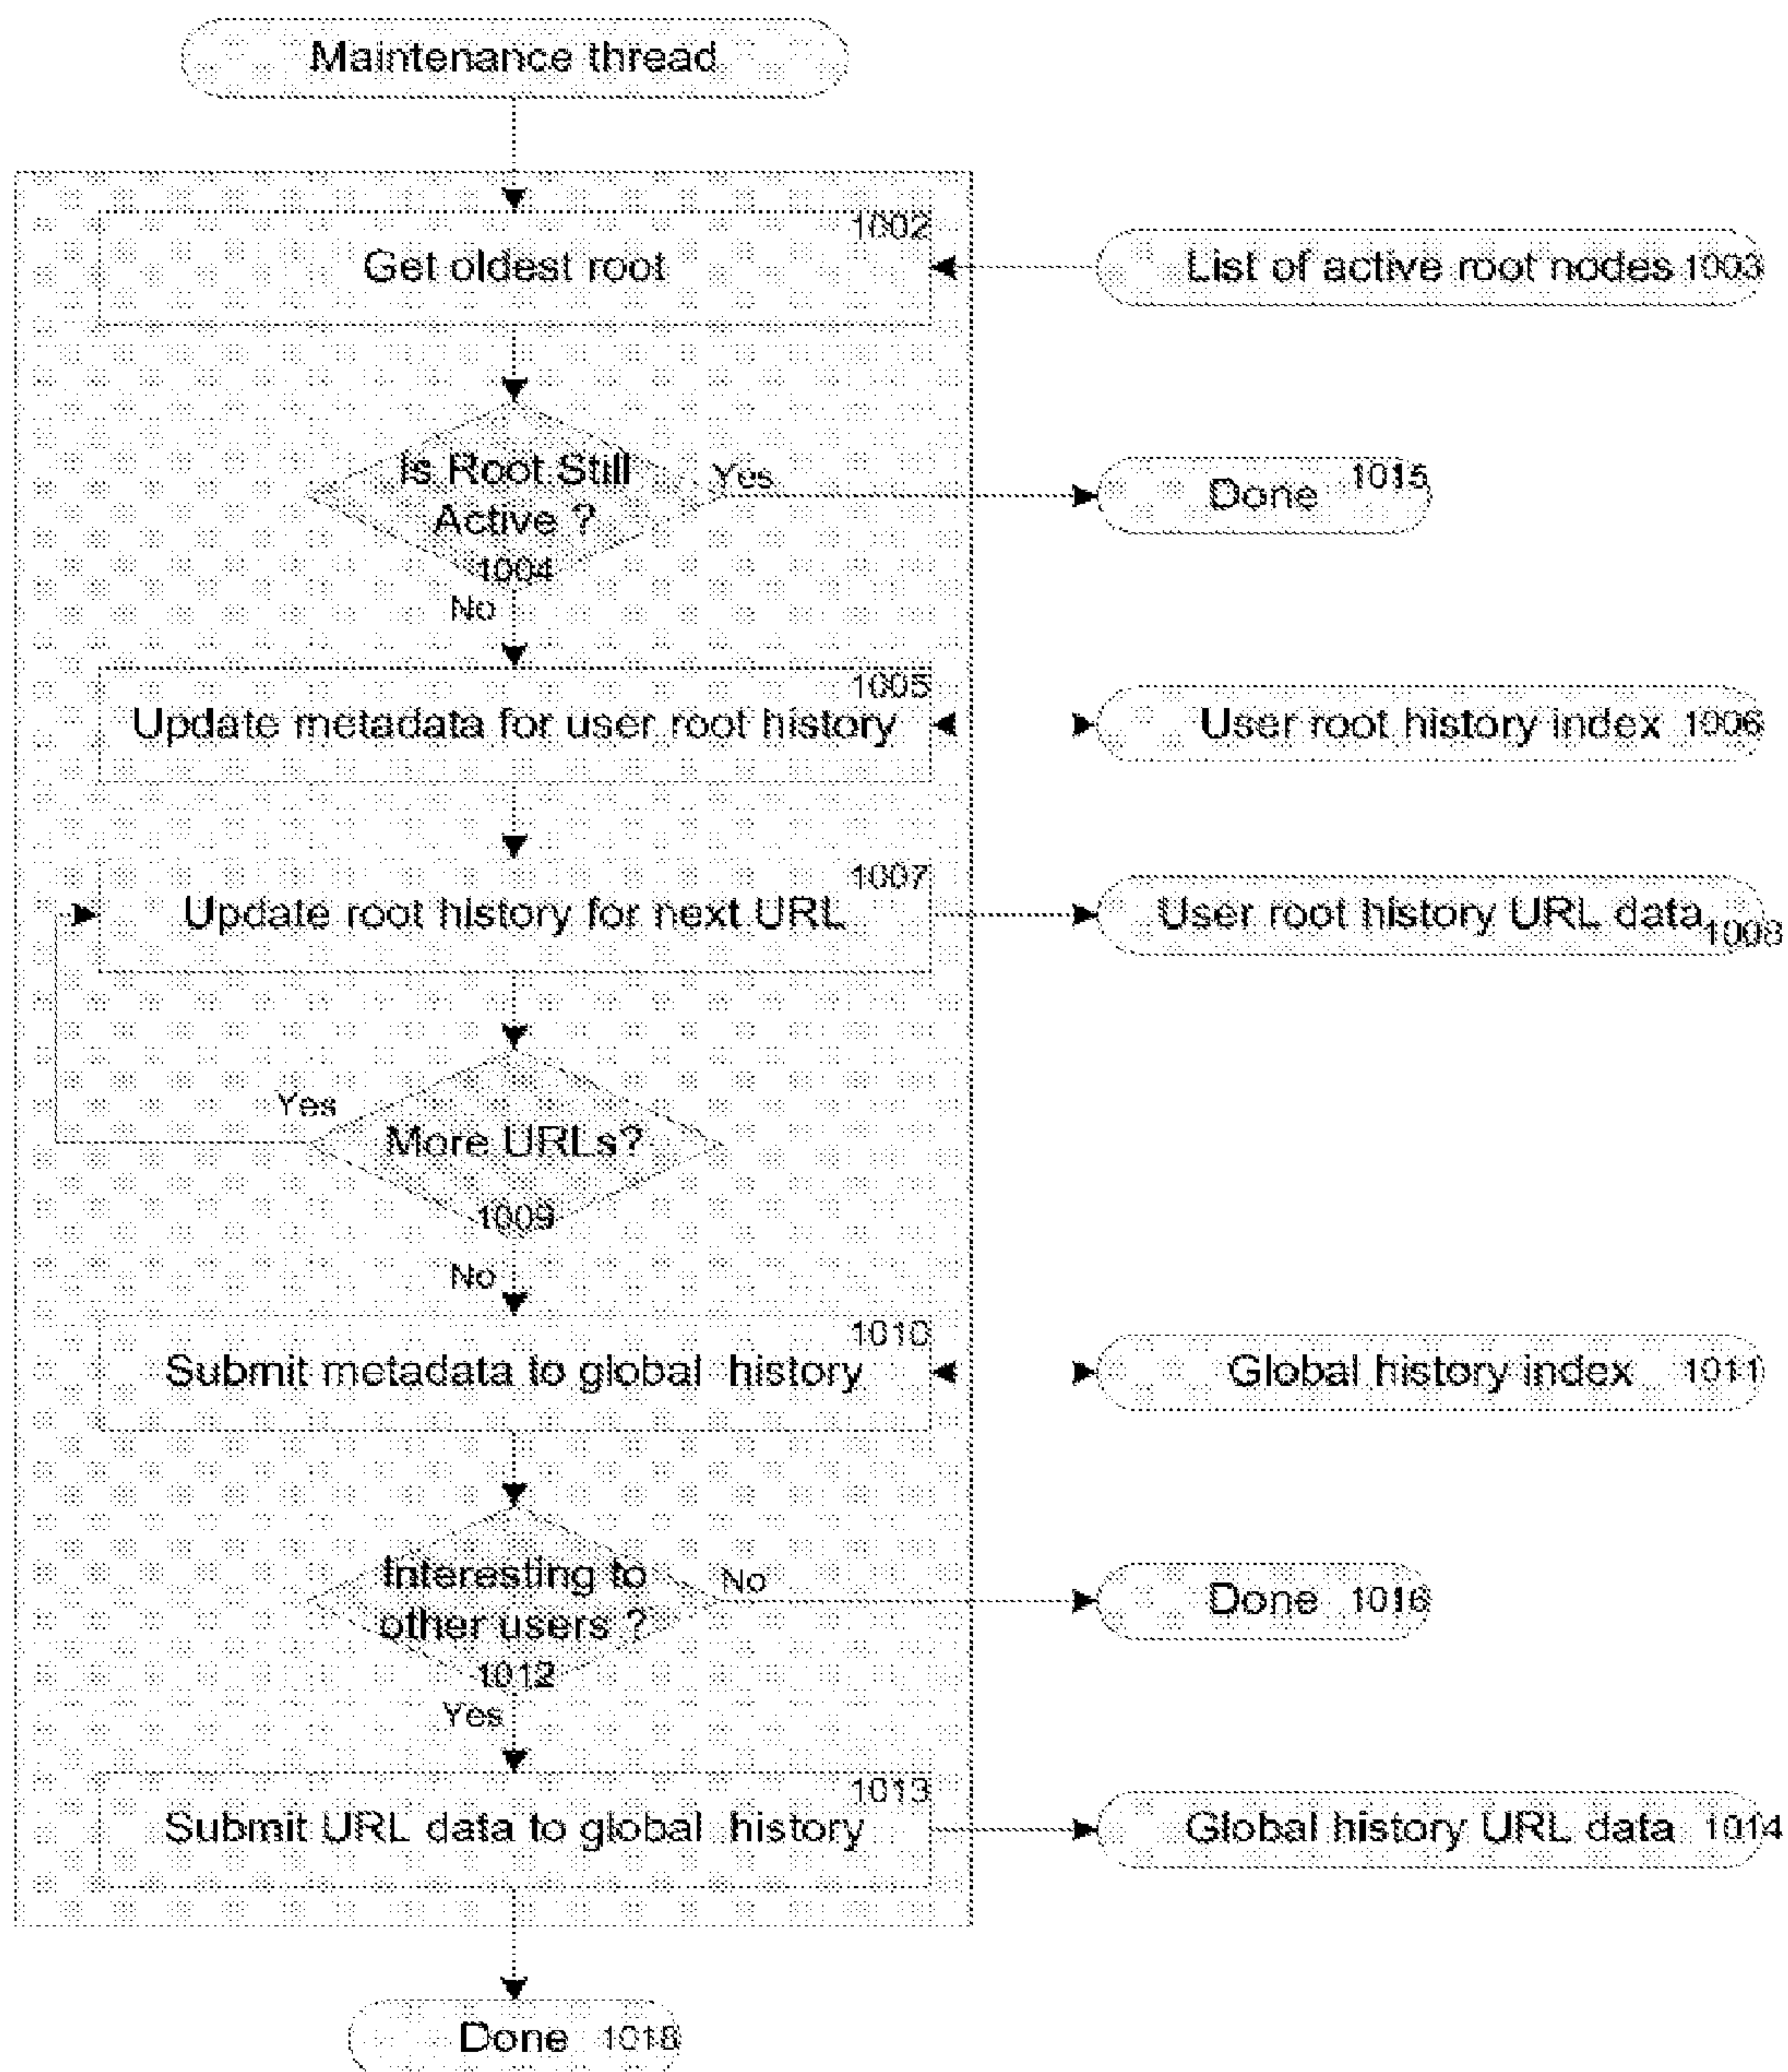 Maintenance thread
1002
Get oldest root
List of active root nodes 1003
Is Root Still
Active ?
1004
Yes
Done 1015
No
1005
Update metadata for user root history
User root history index 1006
1007
Update root history for next URL
User root history URL data 1008
Yes
More URLs?
1009
No
1010
Submit metadata to global history
Global history index 1011
Interesting to
other users ?
1012
No
Done 1016
Yes
1013
Submit URL data to global history
Global history URL data 1014
Done 1018